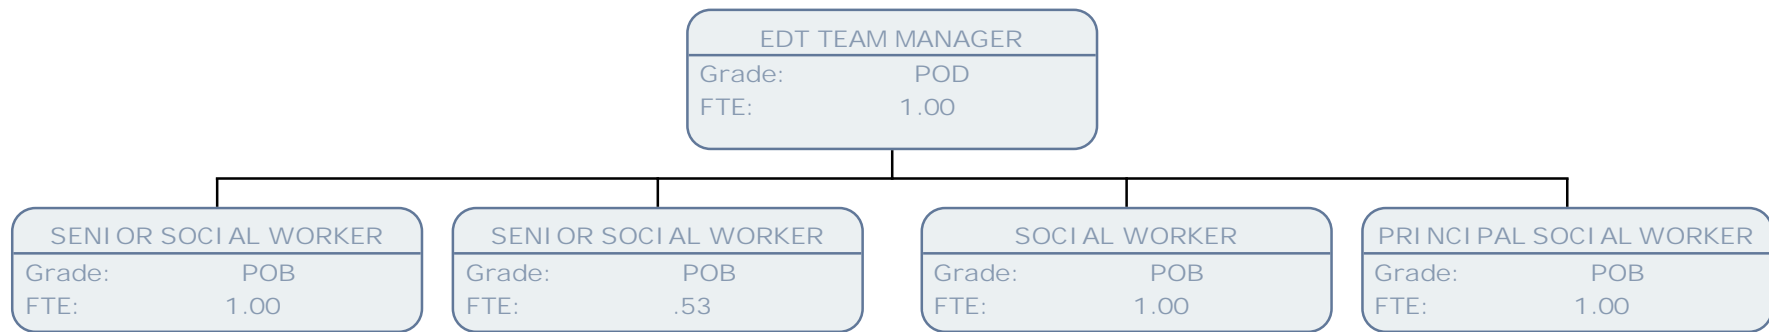 EDT TEAM MANAGER
Grade: POD
FTE: 1.00
SENIOR SOCIAL WORKER
Grade: POB
FTE: 1.00
SENIOR SOCIAL WORKER
Grade: POB
FTE: .53
SOCIAL WORKER
Grade: POB
FTE: 1.00
PRINCIPAL SOCIAL WORKER
Grade: POB
FTE: 1.00